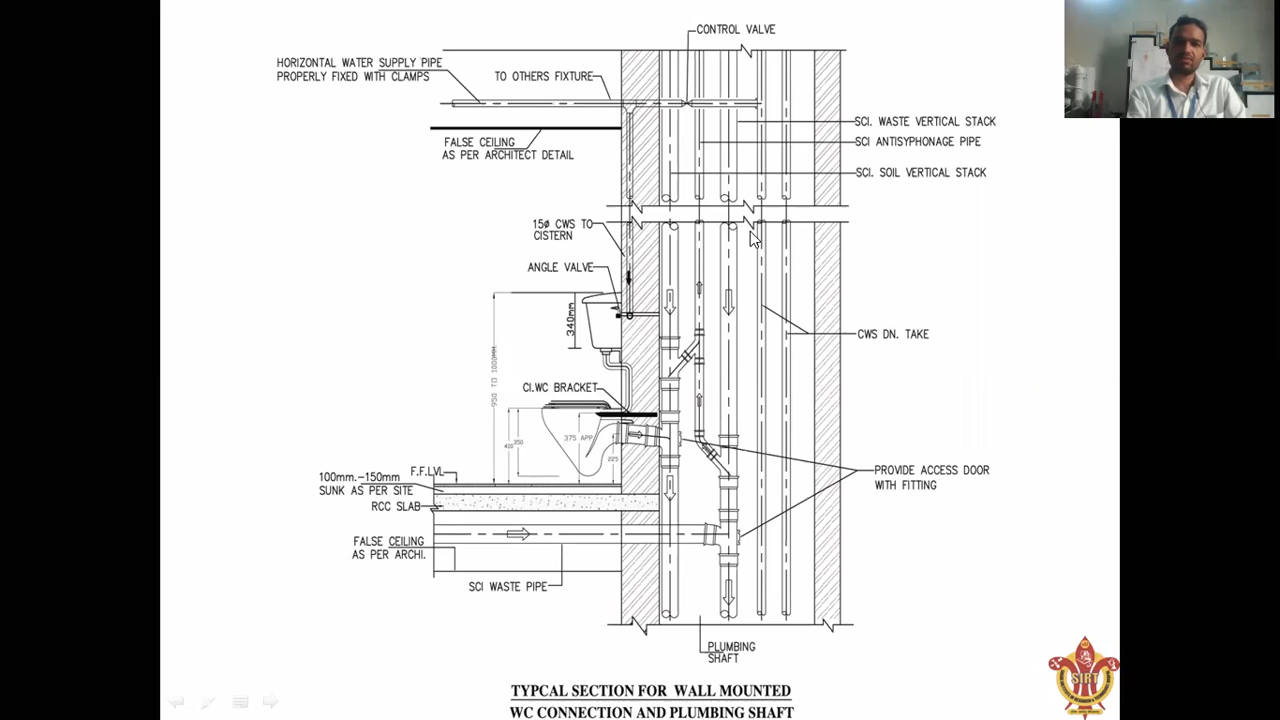 CONTROL VALVE
HORIZONTAL WATER SUPPLY PIPE
PROPERLY FIXED WITH CLAMPS
TO OTHERS FIXTURE
SCI. WASTE VERTICAL STACK
FALSE CEILING
AS PER ARCHITECT DETAIL
SCI ANTISYPHONAGE PIPE
SCI. SOIL VERTICAL STACK
15ø CWS TO
CISTERN
ANGLE VALVE
340mm
950 TO 1000MM.
CWS DN. TAKE
CI.WC BRACKET
375 APP
400
350
225
PROVIDE ACCESS DOOR
WITH FITTING
F.F.LVL
100mm.-150mm
SUNK AS PER SITE
RCC SLAB
FALSE CEILING
AS PER ARCHI.
SCI WASTE PIPE
PLUMBING
SHAFT
TYPCAL SECTION FOR WALL MOUNTED
WC CONNECTION AND PLUMBING SHAFT
SIRT